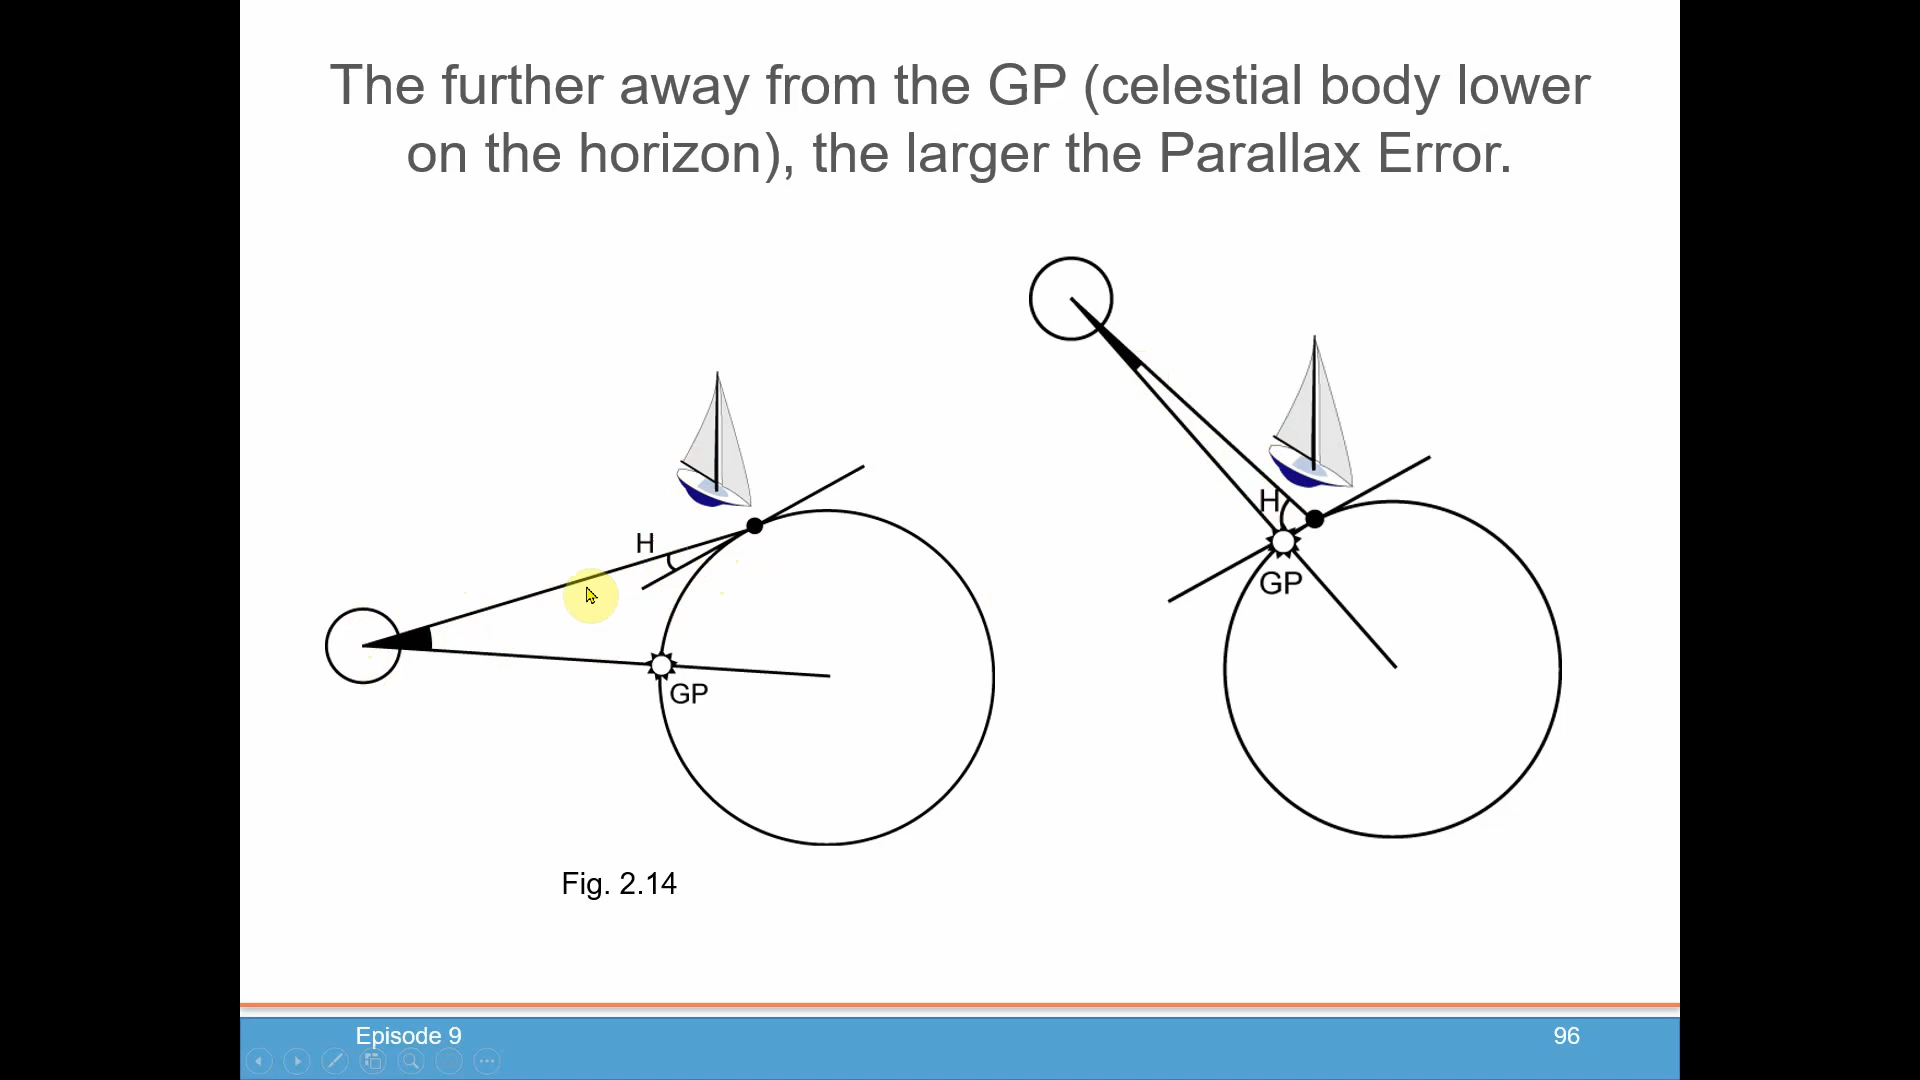 The further away from the GP (celestial body lower
on the horizon), the larger the Parallax Error.
H
GP
H
GP
Fig. 2.14
Episode 9
96